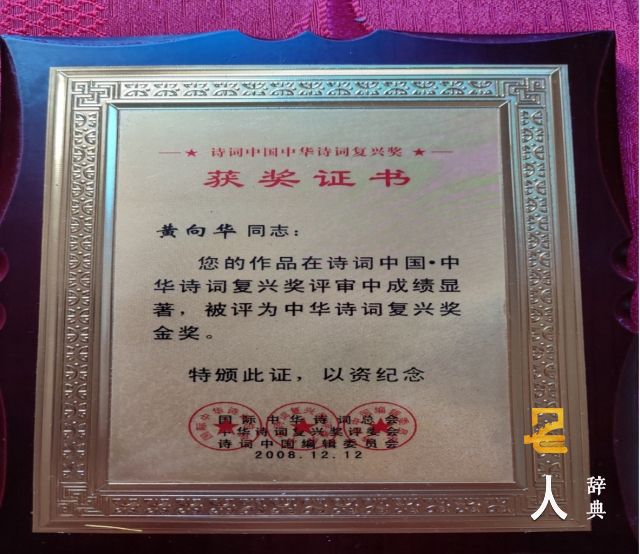 ★ 诗词中国中华诗词复兴奖 ★
获奖证书
黄向华 同志：
您的作品在诗词中国·中
华诗词复兴奖评审中成绩显
著，被评为中华诗词复兴奖
金奖。
特颁此证，以资纪念
国际中华诗词总会
中华诗词复兴奖评委会
诗词中国编辑委员会
2008.12.12
名
人
辞典